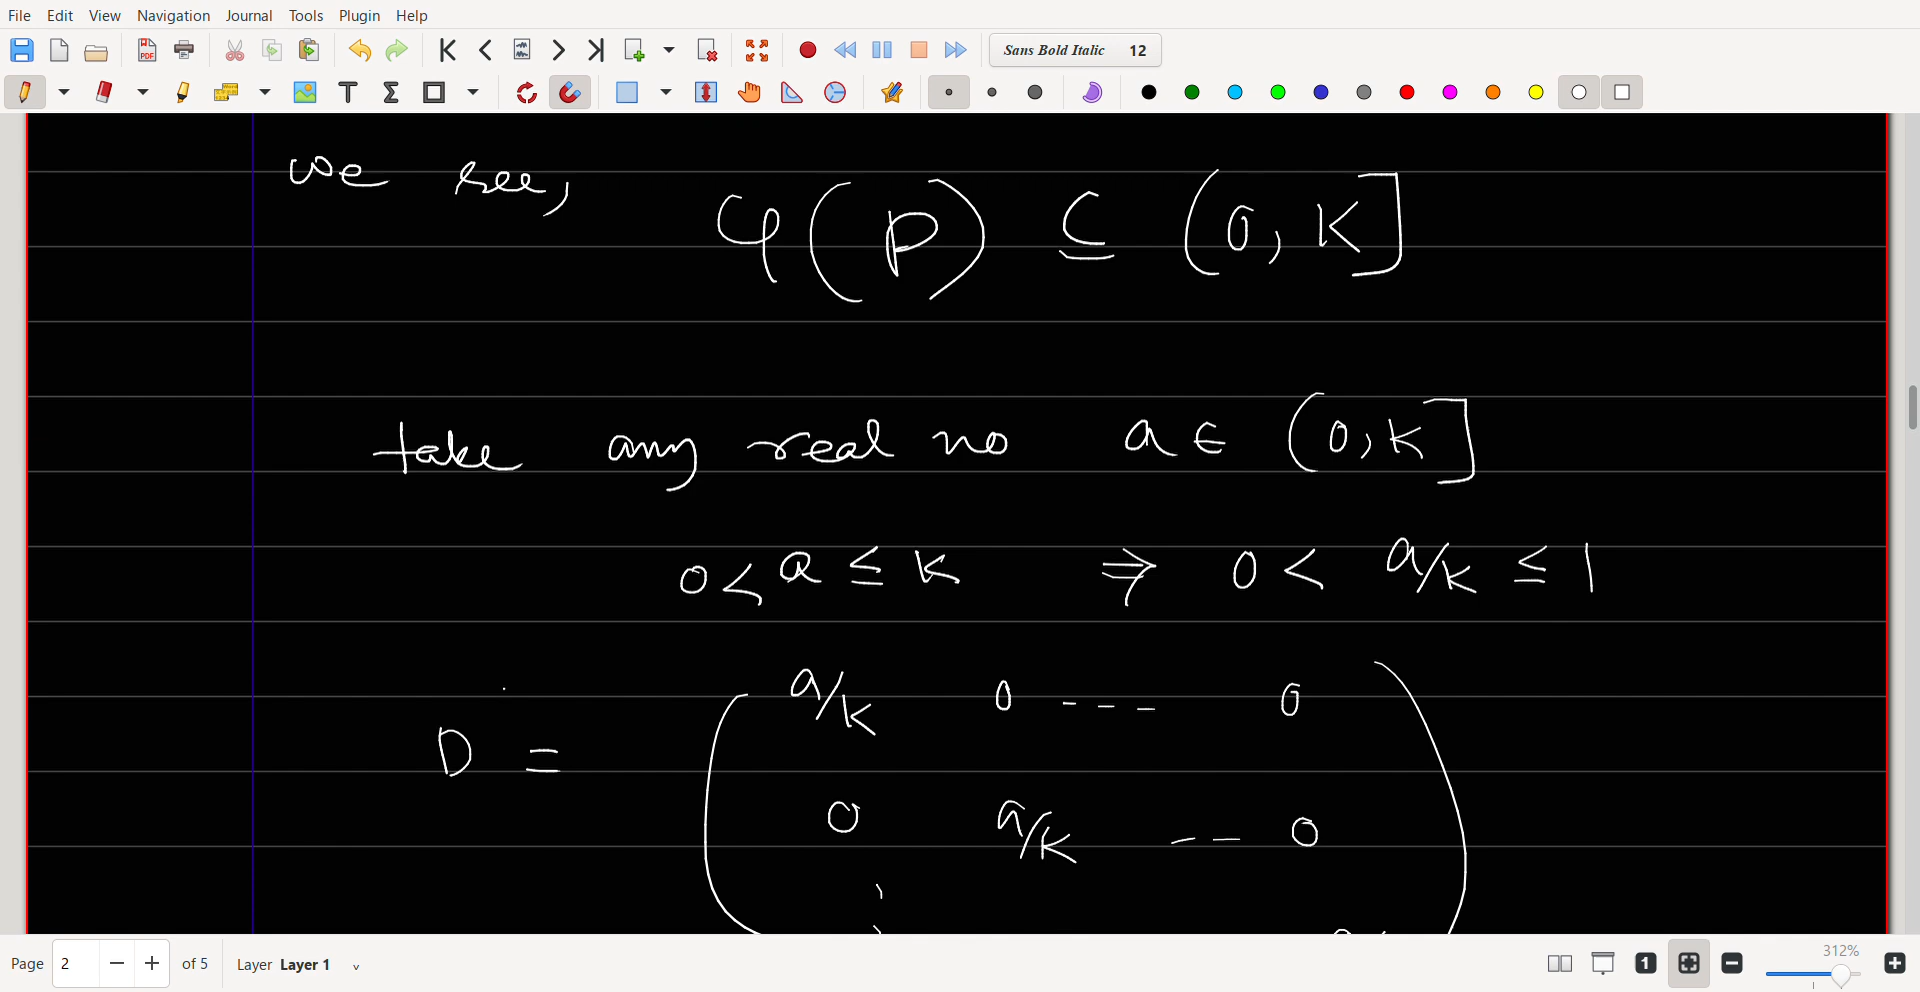 File Edit View Navigation Journal Tools Plugin Help
Sans Bold Italic 12
we see, φ(P) ⊆ (0, K]
take any real no a ∈ (0, K]
0 < a ≤ K ⇒ 0 < a/K ≤ 1
D = ( a/K 0 --- 0
0 a/K -- 0 )
Page 2 of 5 Layer Layer 1 312%